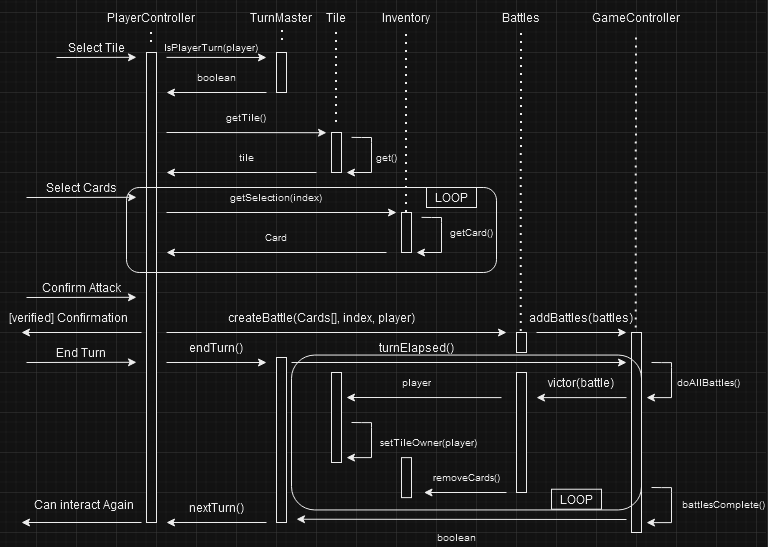 PlayerController
TurnMaster
Tile
Inventory
Battles
GameController
Select Tile
IsPlayerTurn(player)
boolean
getTile()
tile
get()
Select Cards
getSelection(index)
LOOP
getCard()
Card
Confirm Attack
[verified] Confirmation
createBattle(Cards[], index, player)
addBattles(battles)
End Turn
endTurn()
turnElapsed()
player
victor(battle)
doAllBattles()
setTileOwner(player)
removeCards()
LOOP
Can interact Again
nextTurn()
battlesComplete()
boolean